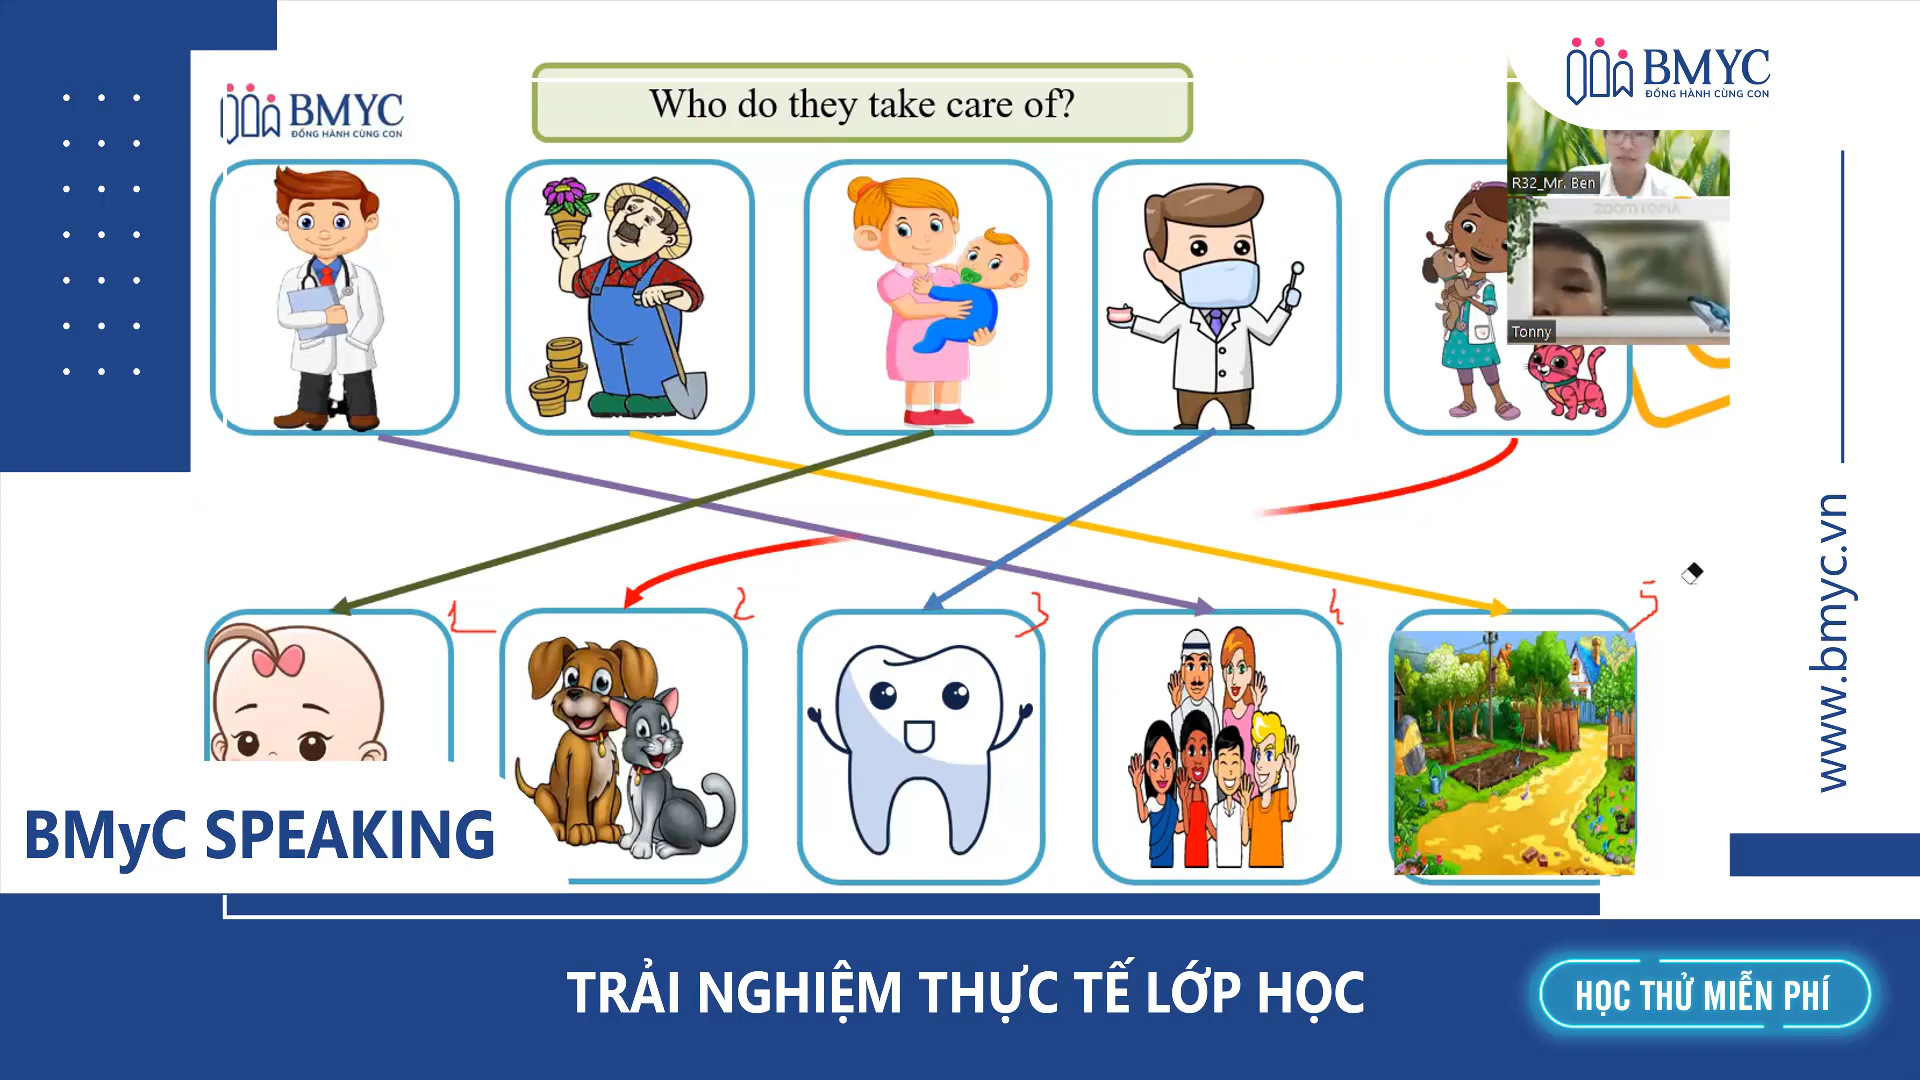 BMYC
ĐỒNG HÀNH CÙNG CON
Who do they take care of?
BMYC
ĐỒNG HÀNH CÙNG CON
R32_Mr. Ben
ZOOMTOPIA
Tonny
1
2
3
4
5
www.bmyc.vn
BMyC SPEAKING
TRẢI NGHIỆM THỰC TẾ LỚP HỌC
HỌC THỬ MIỄN PHÍ